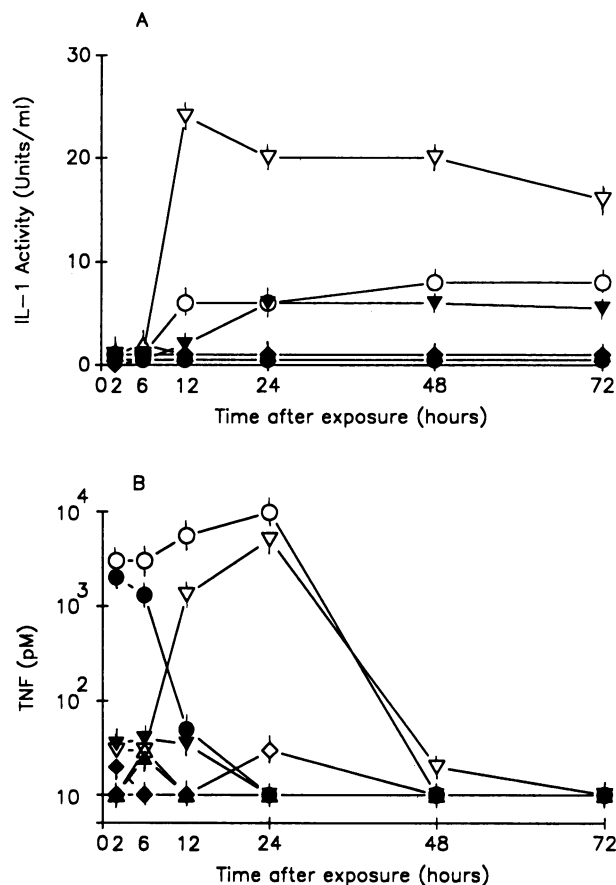 A
30
20
10
0
IL-1 Activity (Units/ml)
0 2 6 12 24 48 72
Time after exposure (hours)
B
10^4
10^3
10^2
10
TNF (pM)
0 2 6 12 24 48 72
Time after exposure (hours)